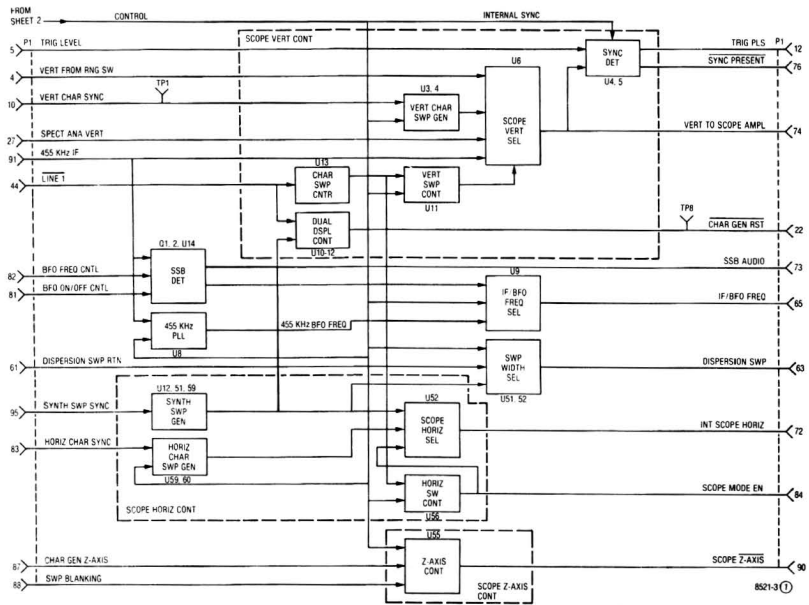 FROM
SHEET 2
CONTROL
INTERNAL SYNC
P1
5
TRIG LEVEL
SCOPE VERT CONT
SYNC
DET
U4, 5
TRIG PLS
P1
12
SYNC PRESENT
76
4
VERT FROM RNG SW
TP1
10
VERT CHAR SYNC
U3, 4
VERT CHAR
SWP GEN
U6
SCOPE
VERT
SEL
27
SPECT ANA VERT
VERT TO SCOPE AMPL
74
91
455 KHz IF
44
LINE 1
U13
CHAR
SWP
CNTR
VERT
SWP
CONT
U11
DUAL
DSPL
CONT
U10-12
TP8
CHAR GEN RST
22
Q1, 2, U14
SSB
DET
SSB AUDIO
73
82
BFO FREQ CNTL
81
BFO ON/OFF CNTL
U9
IF/BFO
FREQ
SEL
IF/BFO FREQ
65
455 KHz
PLL
U8
455 KHz BFO FREQ
61
DISPERSION SWP RTN
SWP
WIDTH
SEL
U51, 52
DISPERSION SWP
63
U12, 51, 59
SYNTH
SWP
GEN
95
SYNTH SWP SYNC
U52
SCOPE
HORIZ
SEL
INT SCOPE HORIZ
72
83
HORIZ CHAR SYNC
HORIZ
CHAR
SWP GEN
U59, 60
HORIZ
SW
CONT
U56
SCOPE MODE EN
84
SCOPE HORIZ CONT
U55
Z-AXIS
CONT
87
CHAR GEN Z-AXIS
SCOPE Z-AXIS
90
88
SWP BLANKING
SCOPE Z-AXIS
CONT
8521-3 1